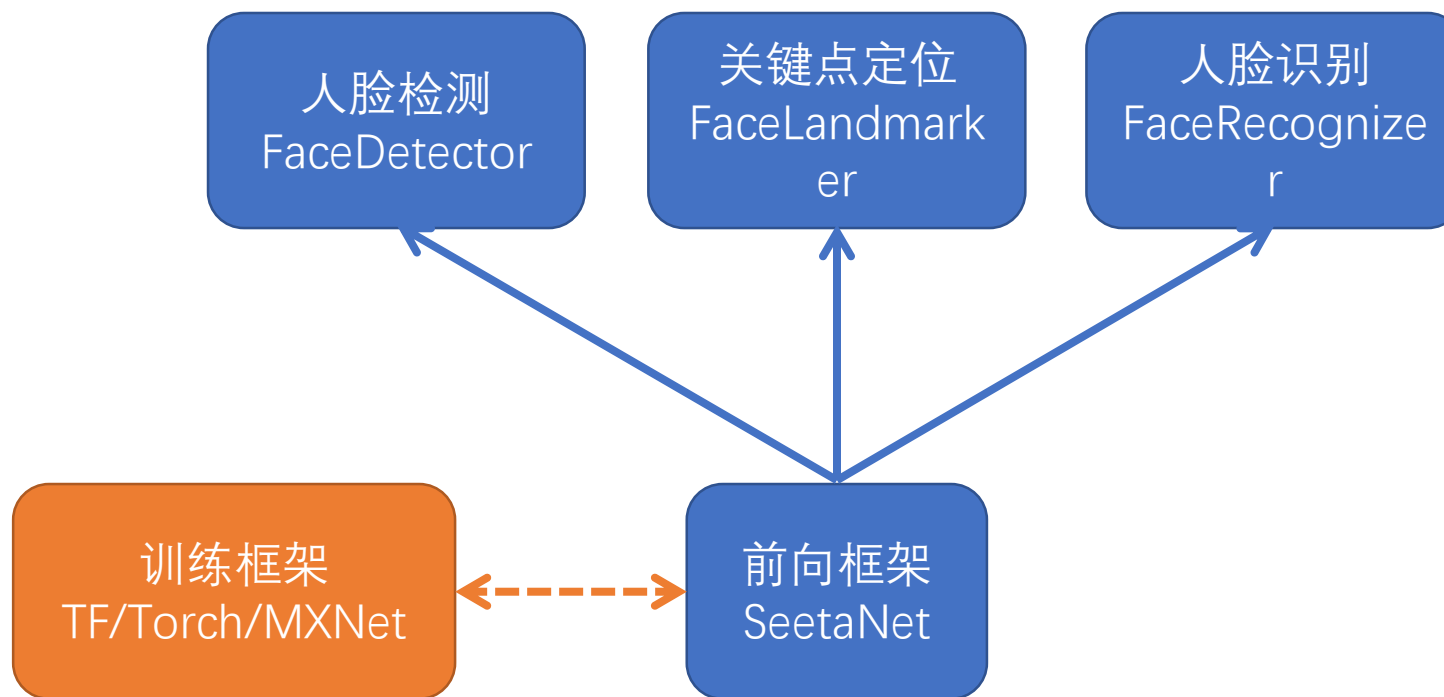 人脸检测
FaceDetector
关键点定位
FaceLandmark
er
人脸识别
FaceRecognize
r
训练框架
TF/Torch/MXNet
前向框架
SeetaNet